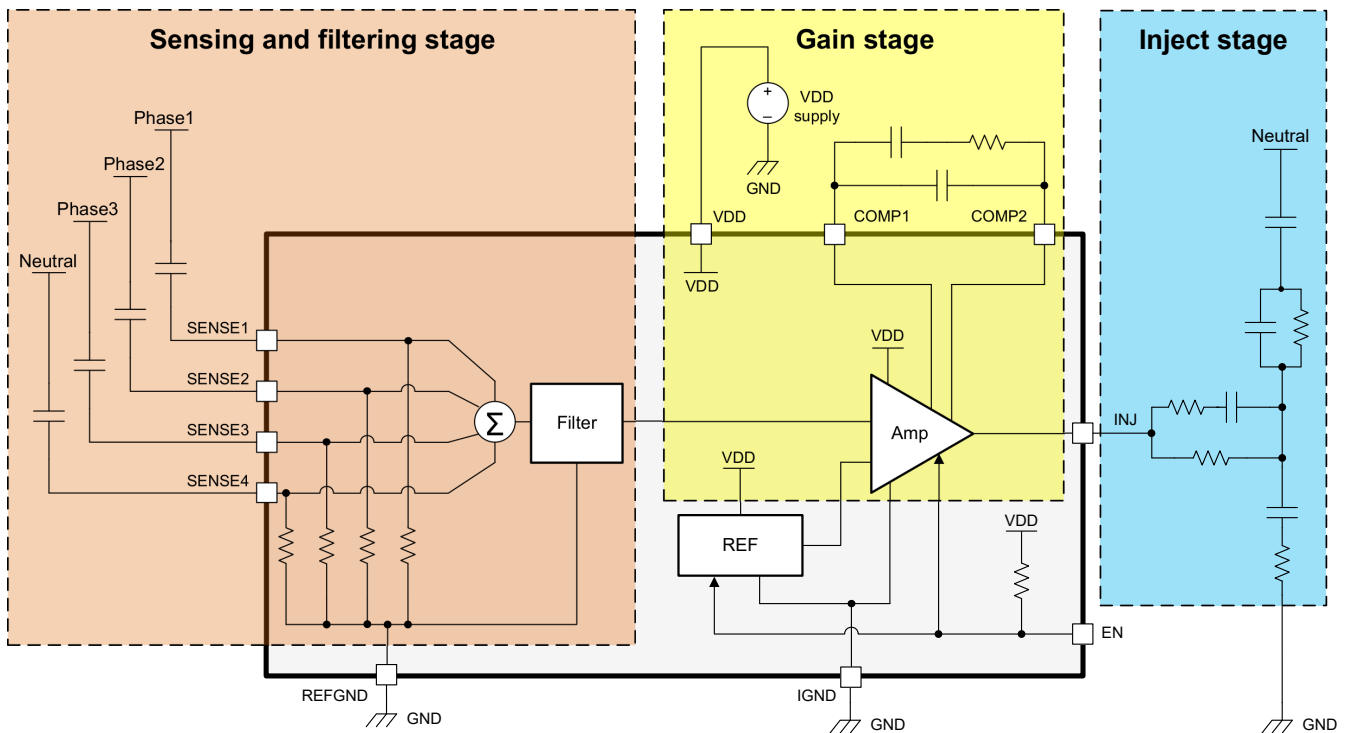 Sensing and filtering stage
Gain stage
Inject stage
Phase1
Phase2
Phase3
Neutral
SENSE1
SENSE2
SENSE3
SENSE4
Σ
Filter
REFGND
GND
+
–
VDD
supply
GND
VDD
VDD
COMP1
COMP2
VDD
Amp
VDD
REF
VDD
EN
IGND
GND
INJ
Neutral
GND